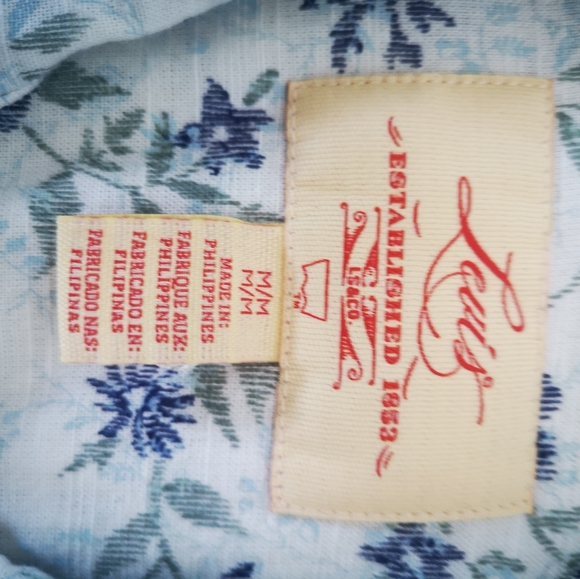 Levi's
ESTABLISHED 1853
LS&CO.
M/M
M/M
MADE IN:
PHILIPPINES
FABRIQUE AUX:
PHILIPPINES
FABRICADO EN:
FILIPINAS
FABRICADO NAS:
FILIPINAS